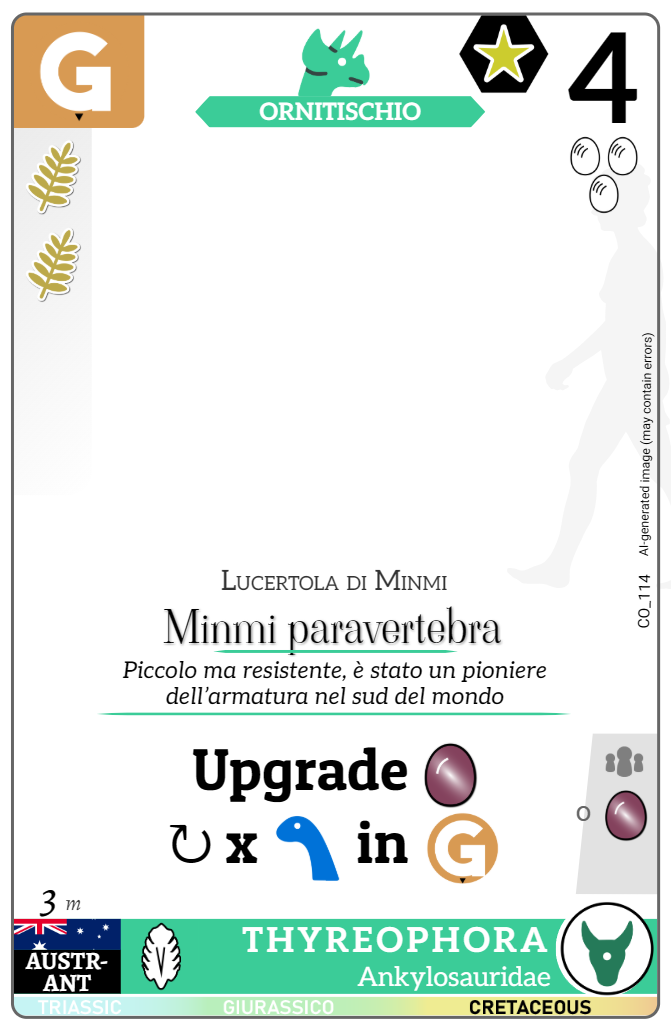 G
ORNITISCHIO
4
AI-generated image (may contain errors)
CO_114
Lucertola di Minmi
Minmi paravertebra
Piccolo ma resistente, è stato un pioniere
dell'armatura nel sud del mondo
Upgrade
↻ x in G
o
3 m
AUSTR-
ANT
THYREOPHORA
Ankylosauridae
TRIASSIC GIURASSICO CRETACEOUS